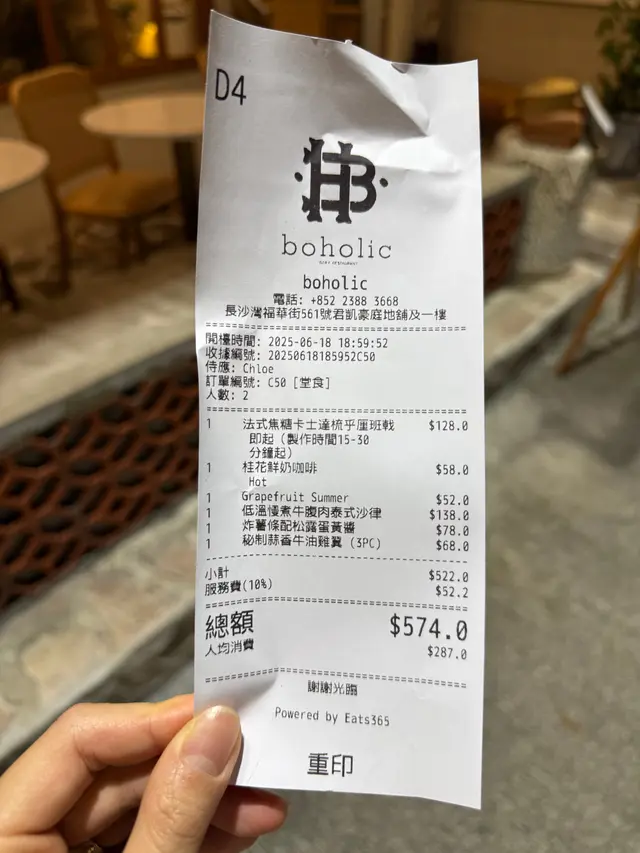 D4
HB
boholic
boholic
電話: +852 2388 3668
長沙灣福華街561號君凱豪庭地舖及一樓
開檯時間: 2025-06-18 18:59:52
收據編號: 20250618185952C50
侍應: Chloe
訂單編號: C50 [堂食]
人數: 2
1 法式焦糖卡士達梳乎厘班戟 $128.0
即起（製作時間15-30
分鐘起）
1 桂花鮮奶咖啡 $58.0
Hot
1 Grapefruit Summer $52.0
1 低溫慢煮牛腹肉泰式沙律 $138.0
1 炸薯條配松露蛋黃醬 $78.0
1 秘制蒜香牛油雞翼 (3PC) $68.0
小計 $522.0
服務費(10%) $52.2
總額 $574.0
人均消費 $287.0
謝謝光臨
Powered by Eats365
重印